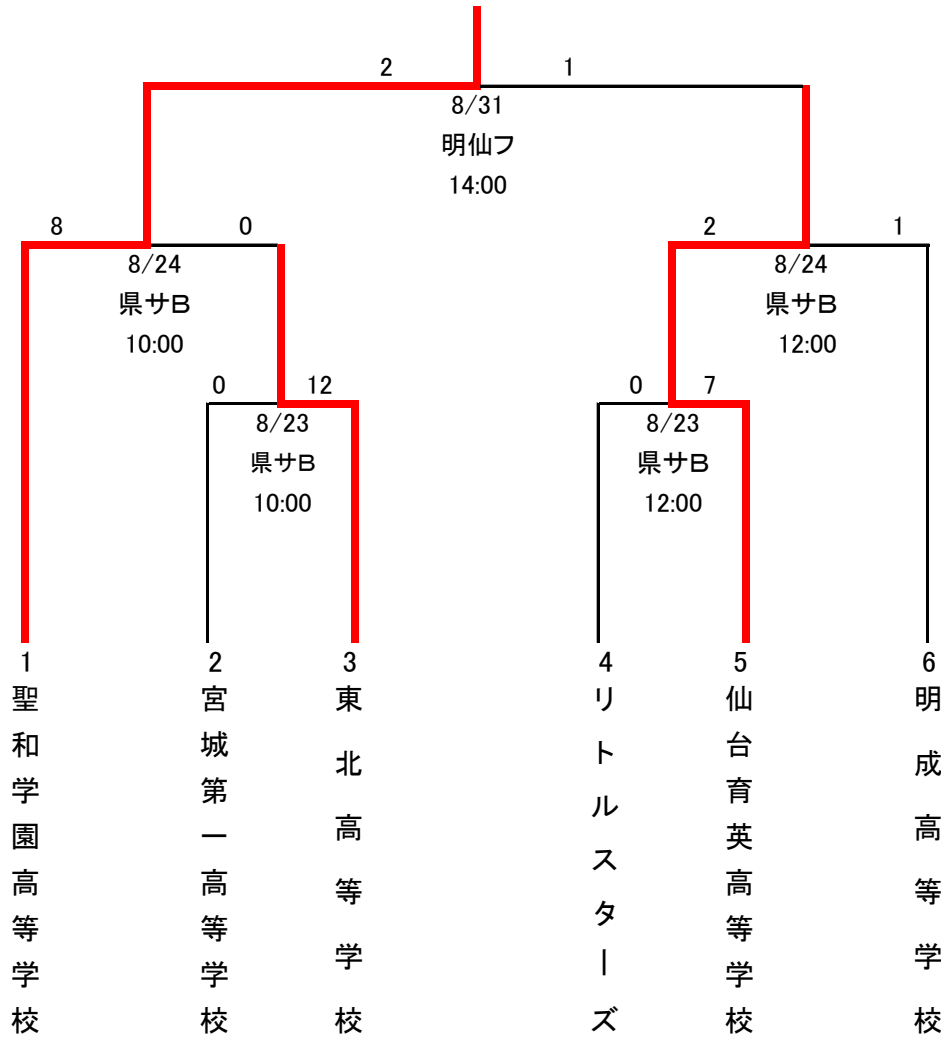 2 1
8/31
明仙フ
14:00
8 0 2 1
8/24 8/24
県サB 県サB
10:00 12:00
0 12 0 7
8/23 8/23
県サB 県サB
10:00 12:00
1 2 3 4 5 6
聖和学園高等学校
宮城第一高等学校
東北高等学校
リトルスターズ
仙台育英高等学校
明成高等学校